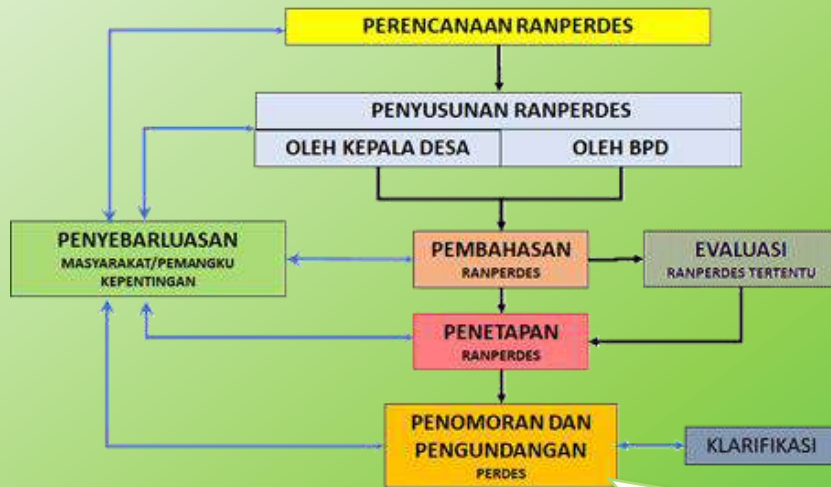 PERENCANAAN RANPERDES
PENYUSUNAN RANPERDES
OLEH KEPALA DESA
OLEH BPD
PENYEBARLUASAN
MASYARAKAT/PEMANGKU
KEPENTINGAN
PEMBAHASAN
RANPERDES
EVALUASI
RANPERDES TERTENTU
PENETAPAN
RANPERDES
PENOMORAN DAN
PENGUNDANGAN
PERDES
KLARIFIKASI